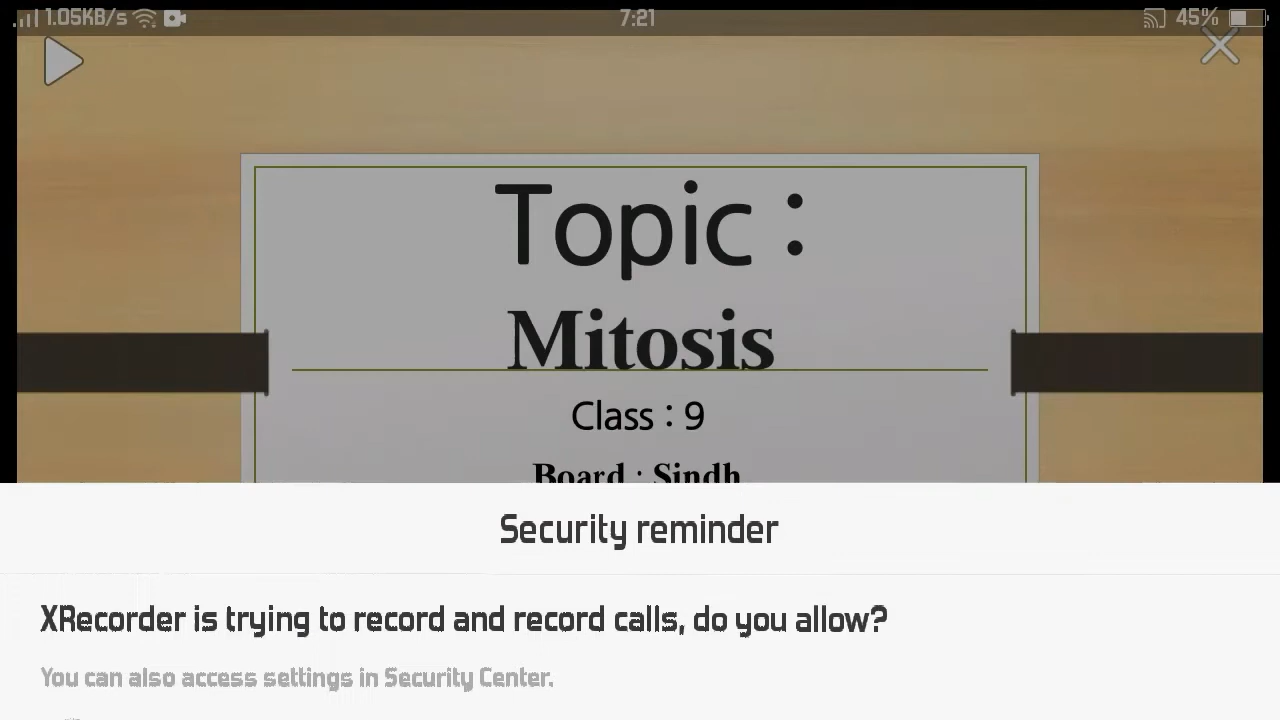 1.05KB/s
7:21
45%
Topic :
Mitosis
Class : 9
Board : Sindh
Security reminder
XRecorder is trying to record and record calls, do you allow?
You can also access settings in Security Center.